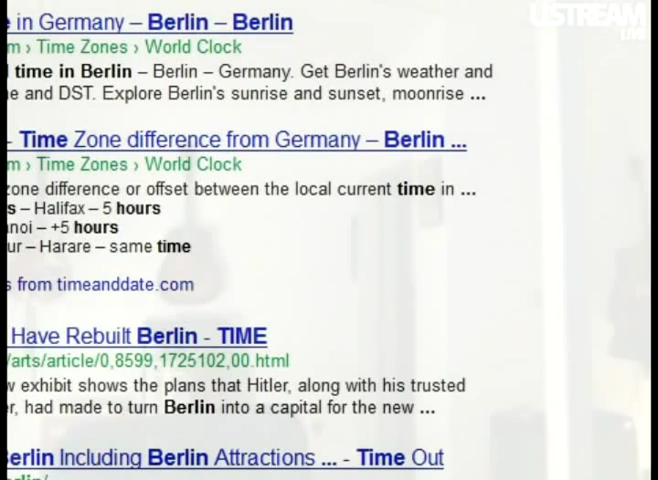 USTREAM
LIVE
in Germany – Berlin – Berlin
m › Time Zones › World Clock
time in Berlin – Berlin – Germany. Get Berlin's weather and
e and DST. Explore Berlin's sunrise and sunset, moonrise ...
- Time Zone difference from Germany – Berlin ...
m › Time Zones › World Clock
zone difference or offset between the local current time in ...
s – Halifax – 5 hours
noi – +5 hours
ur – Harare – same time
s from timeanddate.com
Have Rebuilt Berlin - TIME
/arts/article/0,8599,1725102,00.html
w exhibit shows the plans that Hitler, along with his trusted
r, had made to turn Berlin into a capital for the new ...
Berlin Including Berlin Attractions ... - Time Out